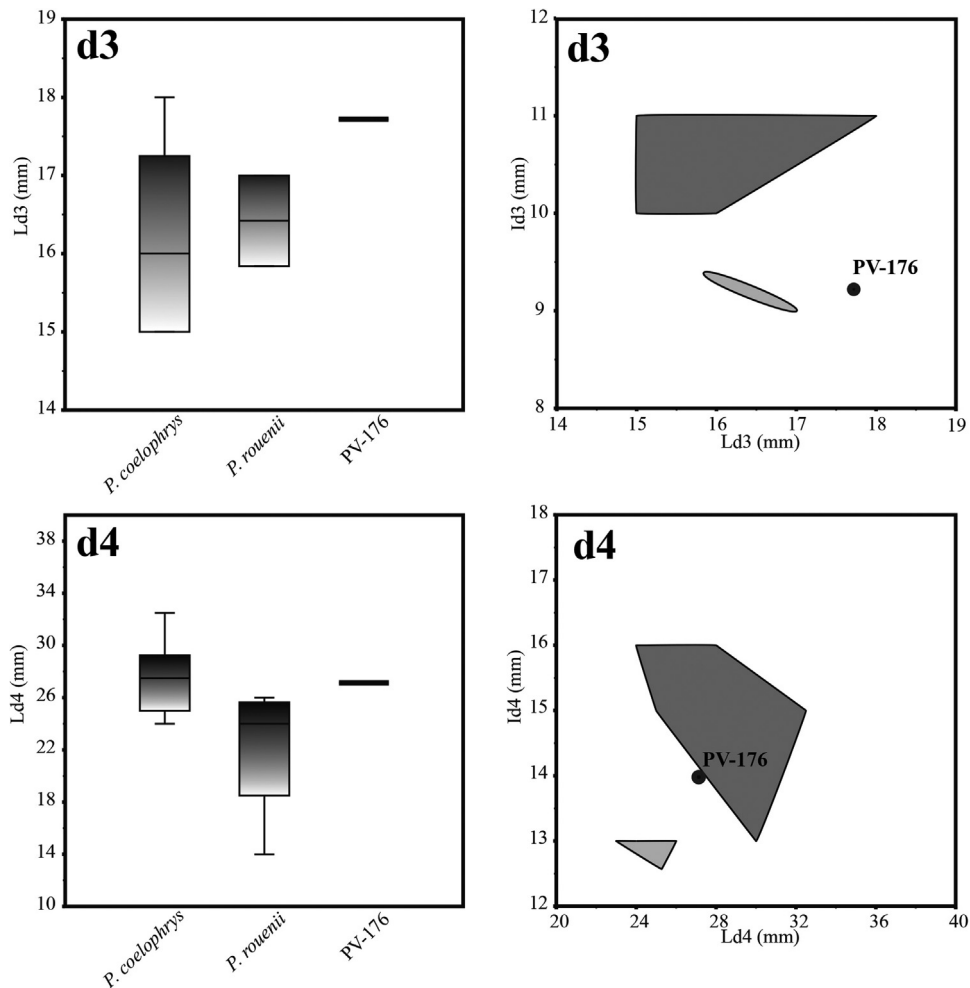 d3
19
18
17
16
15
14
Ld3 (mm)
P. coelophrys
P. rouenii
PV-176
d3
12
11
10
9
8
Id3 (mm)
PV-176
14 15 16 17 18 19
Ld3 (mm)
d4
38
34
30
26
22
18
14
10
Ld4 (mm)
P. coelophrys
P. rouenii
PV-176
d4
18
17
16
15
14
13
12
Id4 (mm)
PV-176
20 24 28 32 36 40
Ld4 (mm)